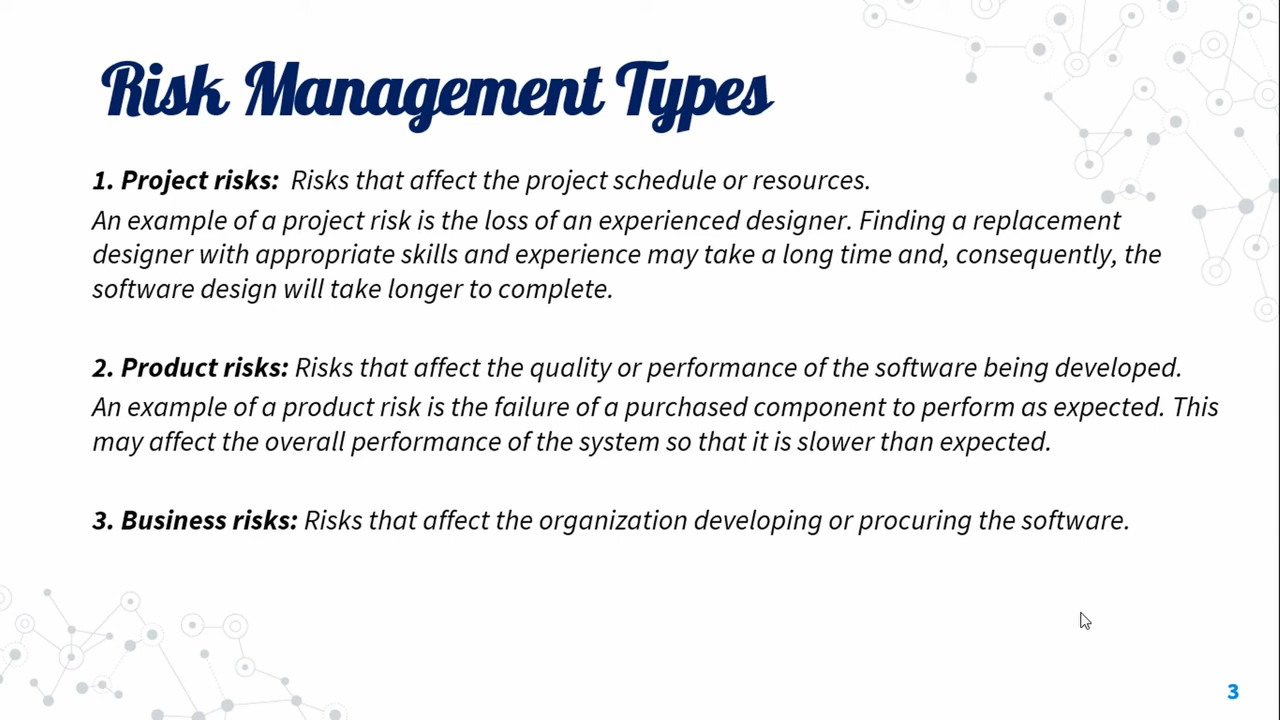 Risk Management Types
1. Project risks: Risks that affect the project schedule or resources.
An example of a project risk is the loss of an experienced designer. Finding a replacement
designer with appropriate skills and experience may take a long time and, consequently, the
software design will take longer to complete.
2. Product risks: Risks that affect the quality or performance of the software being developed.
An example of a product risk is the failure of a purchased component to perform as expected. This
may affect the overall performance of the system so that it is slower than expected.
3. Business risks: Risks that affect the organization developing or procuring the software.
3